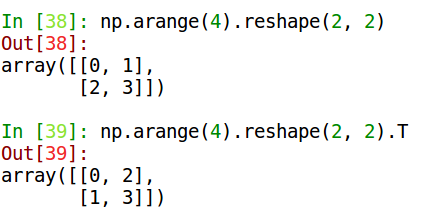 In [38]: np.arange(4).reshape(2, 2)
Out[38]:
array([[0, 1],
       [2, 3]])

In [39]: np.arange(4).reshape(2, 2).T
Out[39]:
array([[0, 2],
       [1, 3]])